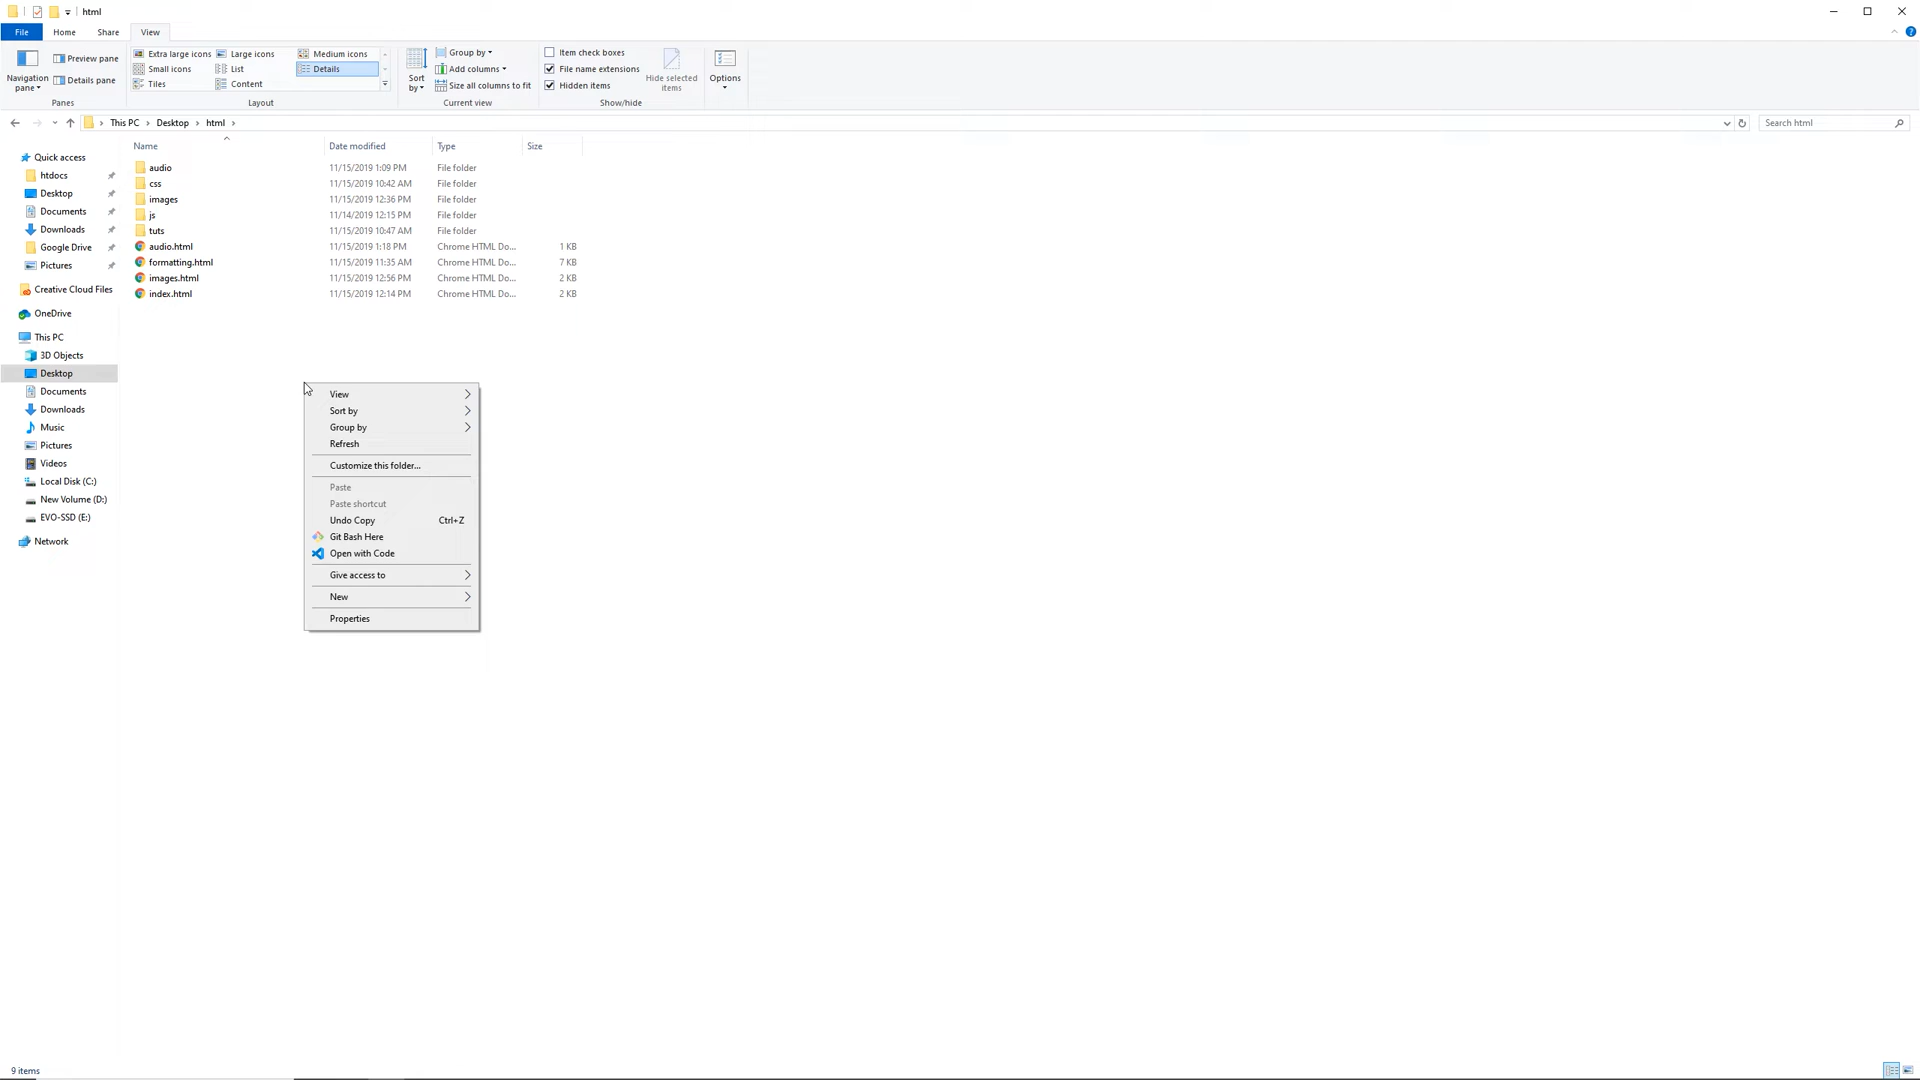 html
File Home Share View
Navigation pane
Preview pane
Details pane
Panes
Extra large icons Large icons Medium icons
Small icons List Details
Tiles Content
Layout
Sort by
Group by
Add columns
Size all columns to fit
Current view
Item check boxes
File name extensions
Hidden items
Hide selected items
Show/hide
Options
This PC > Desktop > html >
Search html
Name Date modified Type Size
audio 11/15/2019 1:09 PM File folder
css 11/15/2019 10:42 AM File folder
images 11/15/2019 12:36 PM File folder
js 11/14/2019 12:15 PM File folder
tuts 11/15/2019 10:47 AM File folder
audio.html 11/15/2019 1:18 PM Chrome HTML Do... 1 KB
formatting.html 11/15/2019 11:35 AM Chrome HTML Do... 7 KB
images.html 11/15/2019 12:56 PM Chrome HTML Do... 2 KB
index.html 11/15/2019 12:14 PM Chrome HTML Do... 2 KB
Quick access
htdocs
Desktop
Documents
Downloads
Google Drive
Pictures
Creative Cloud Files
OneDrive
This PC
3D Objects
Desktop
Documents
Downloads
Music
Pictures
Videos
Local Disk (C:)
New Volume (D:)
EVO-SSD (E:)
Network
View
Sort by
Group by
Refresh
Customize this folder...
Paste
Paste shortcut
Undo Copy Ctrl+Z
Git Bash Here
Open with Code
Give access to
New
Properties
9 items